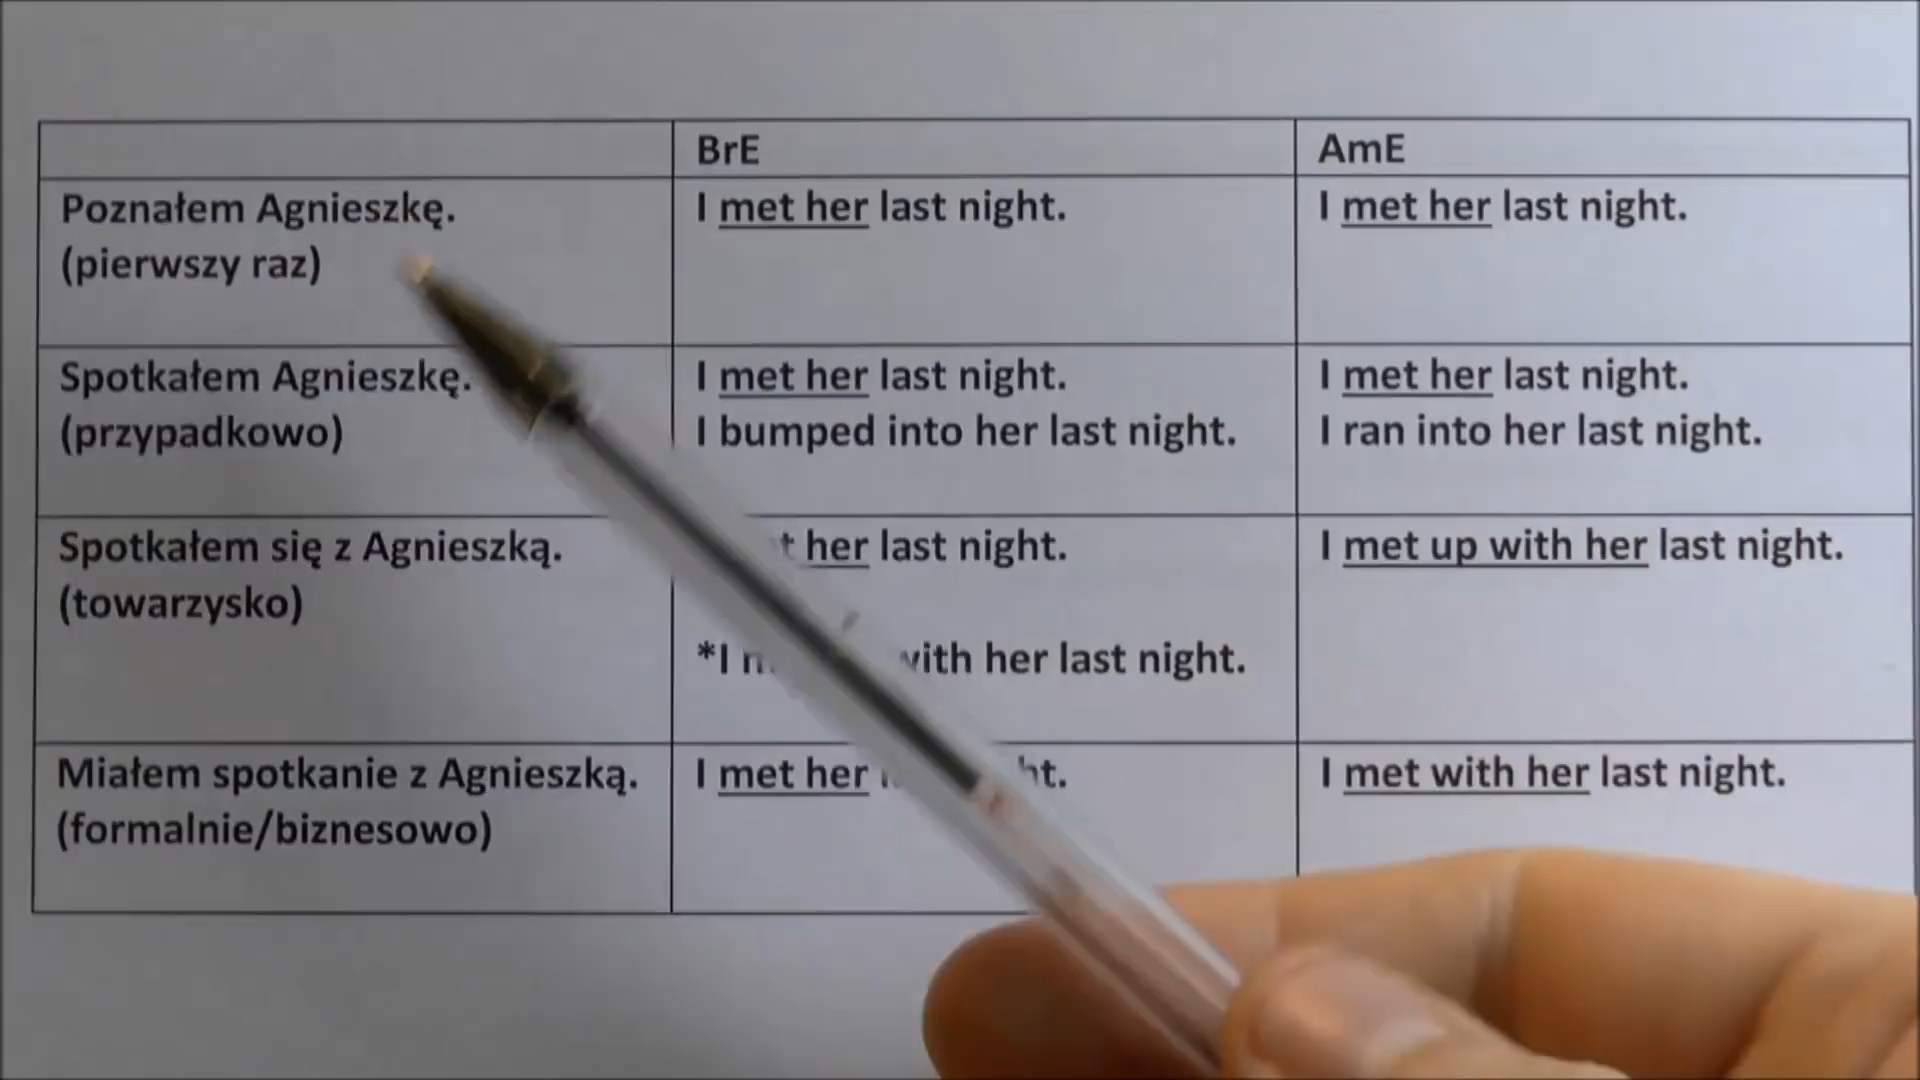 BrE AmE
Poznałem Agnieszkę. I met her last night. I met her last night.
(pierwszy raz)
Spotkałem Agnieszkę. I met her last night. I met her last night.
(przypadkowo) I bumped into her last night. I ran into her last night.
Spotkałem się z Agnieszką. her last night. I met up with her last night.
(towarzysko)
*I with her last night.
Miałem spotkanie z Agnieszką. I met her I met with her last night.
(formalnie/biznesowo)